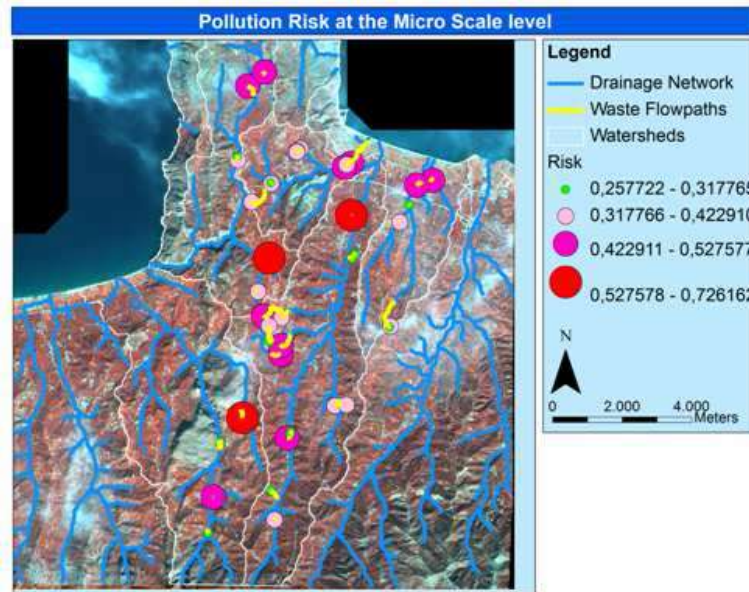 Pollution Risk at the Micro Scale level
Legend
Drainage Network
Waste Flowpaths
Watersheds
Risk
0,257722 - 0,317765
0,317766 - 0,422910
0,422911 - 0,527577
0,527578 - 0,726162
N
0 2.000 4.000
Meters